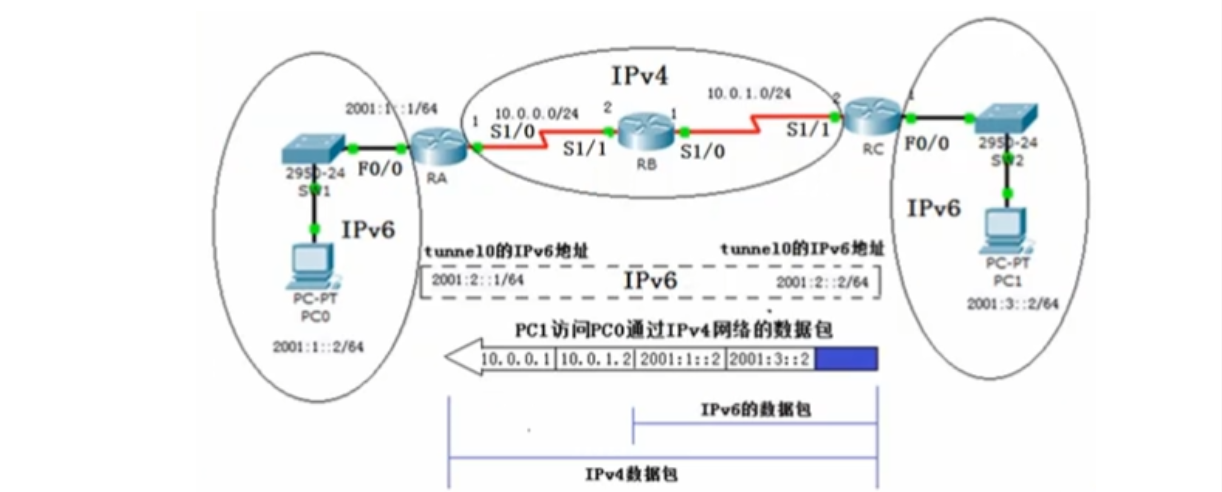 IPv4
2001:1::1/64
10.0.0.0/24
10.0.1.0/24
1
2
1
2
1
S1/0
S1/1
S1/0
S1/1
F0/0
F0/0
RA
RB
RC
2950-24
SW1
2950-24
SW2
IPv6
IPv6
PC-PT
PC0
2001:1::2/64
PC-PT
PC1
2001:3::2/64
tunnel0的IPv6地址
tunnel0的IPv6地址
2001:2::1/64
IPv6
2001:2::2/64
PC1访问PC0通过IPv4网络的数据包
10.0.0.1 10.0.1.2 2001:1::2 2001:3::2
IPv6的数据包
IPv4数据包